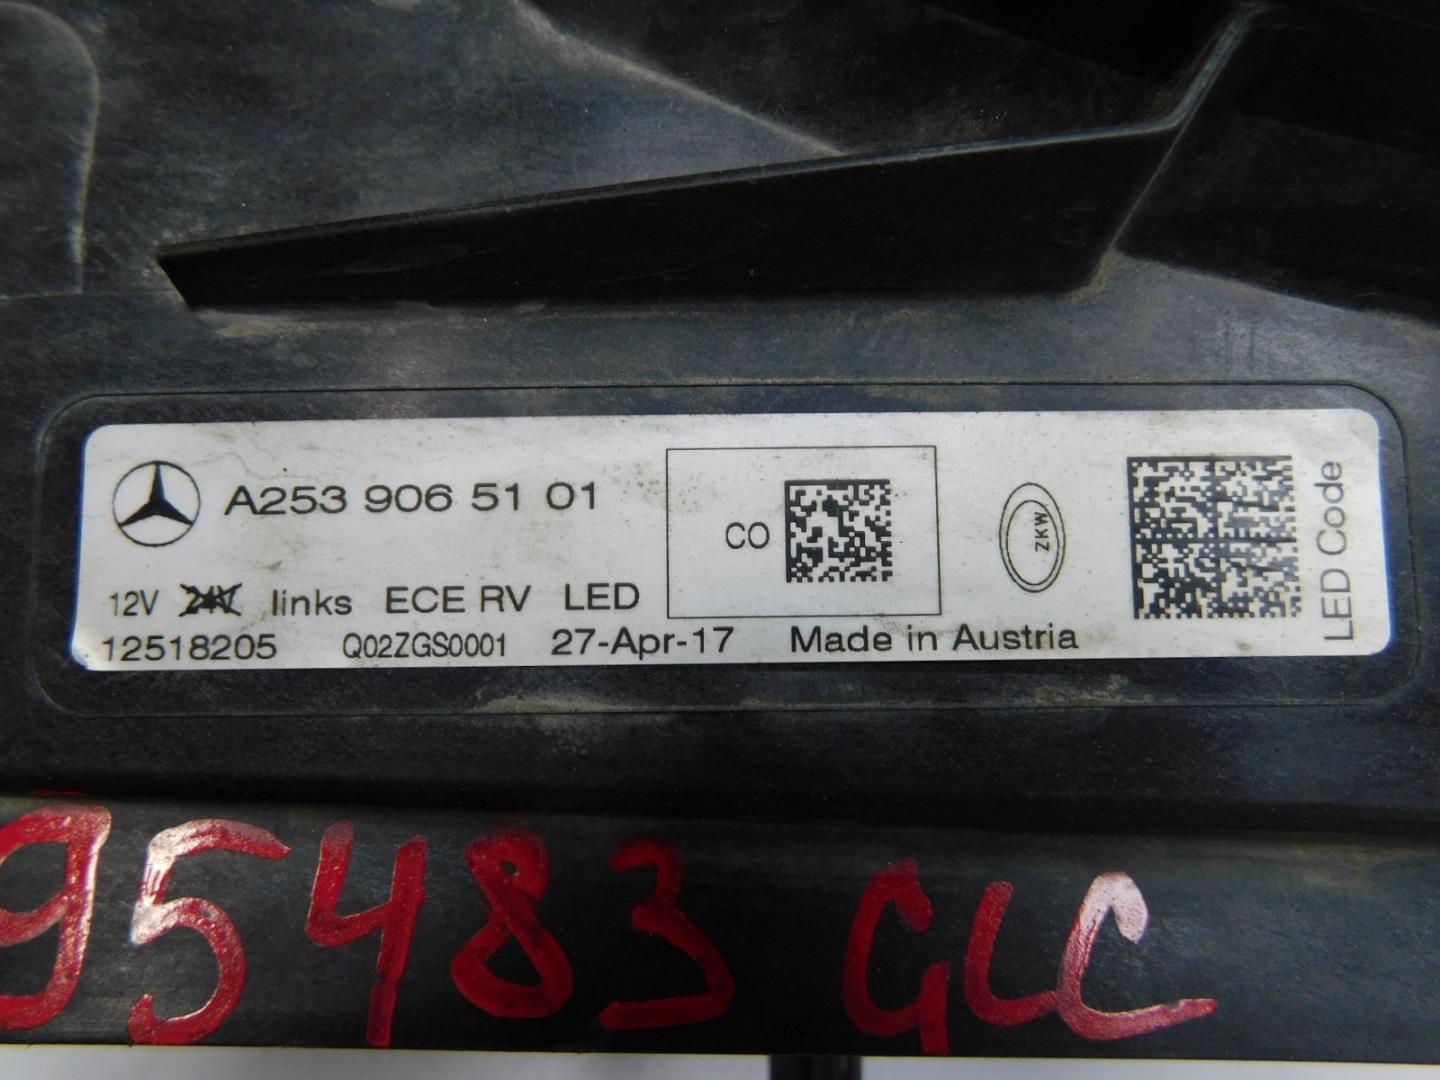 A253 906 51 01
CO
ZKW
LED Code
12V 24V links ECE RV LED
12518205 Q02ZGS0001 27-Apr-17 Made in Austria
95483 GLC